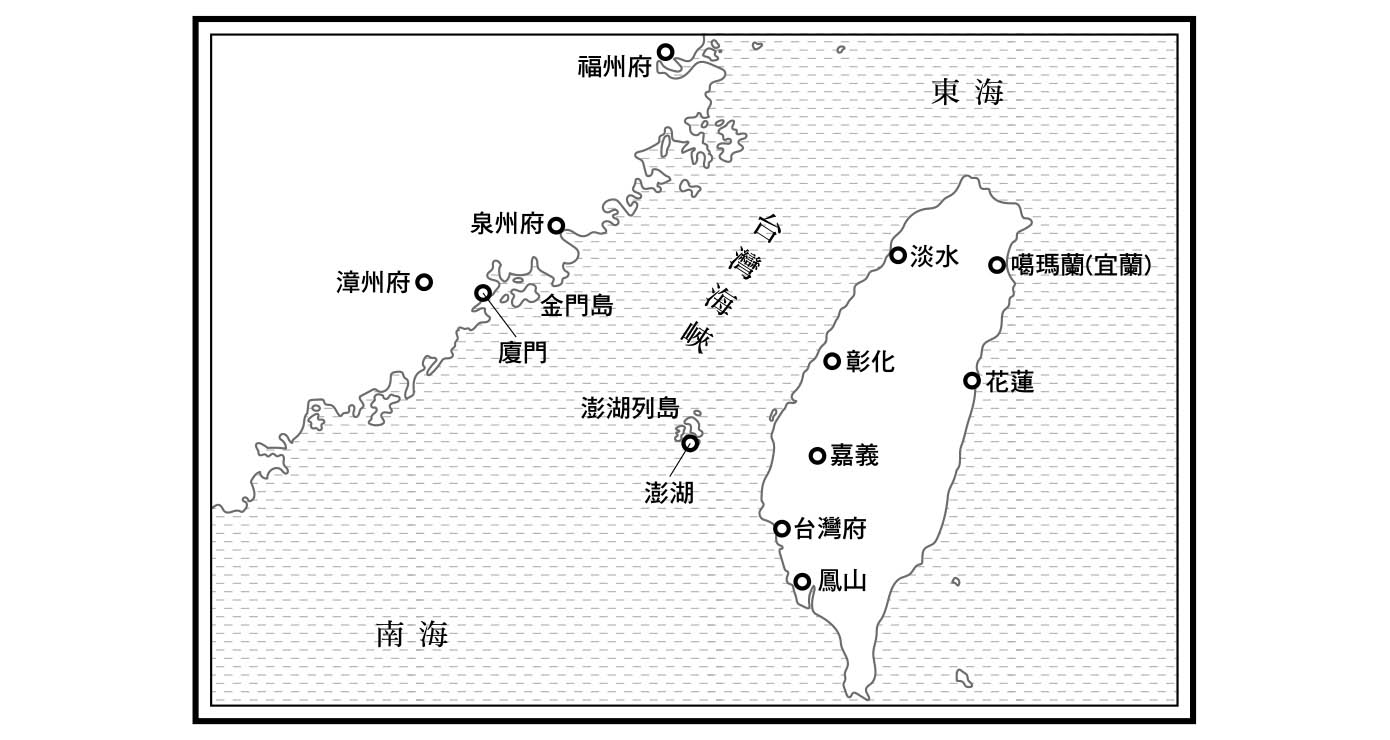 福州府
東海
泉州府
台灣海峽
淡水
噶瑪蘭(宜蘭)
漳州府
金門島
廈門
彰化
花蓮
澎湖列島
嘉義
澎湖
台灣府
鳳山
南海